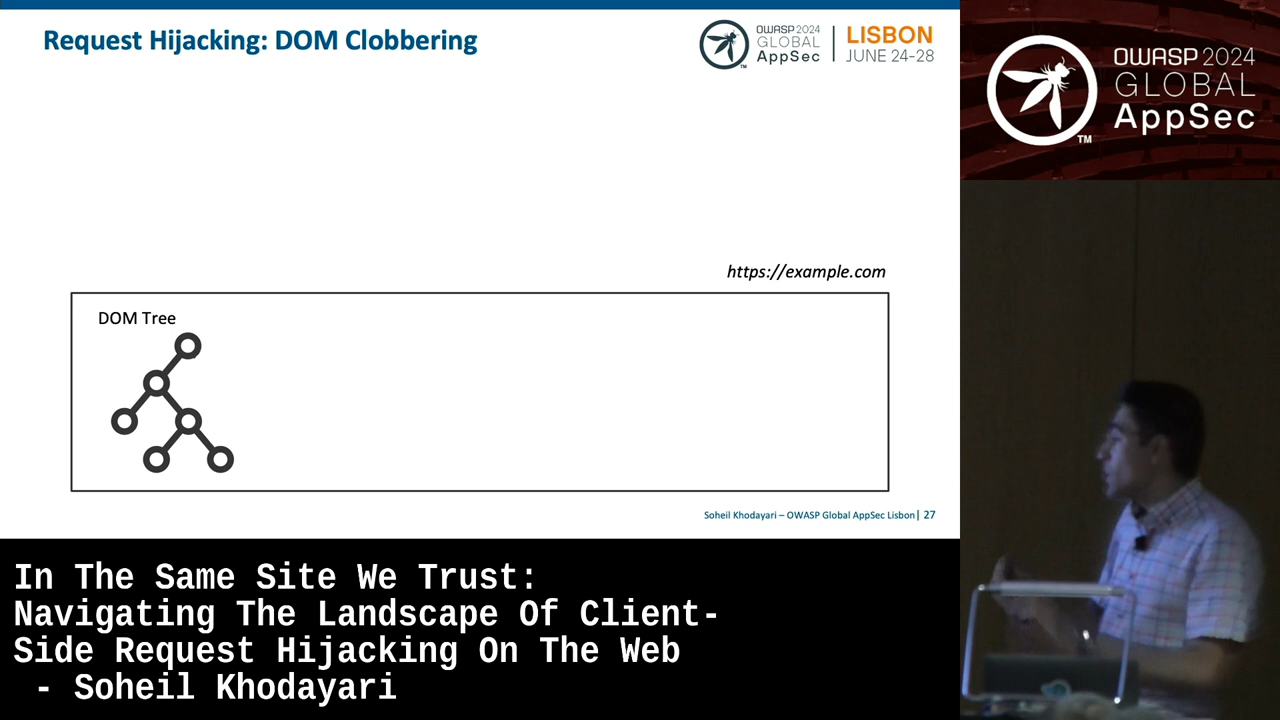 Request Hijacking: DOM Clobbering
OWASP 2024
GLOBAL
AppSec
TM
LISBON
JUNE 24-28
https://example.com
DOM Tree
Soheil Khodayari – OWASP Global AppSec Lisbon| 27
OWASP 2024
GLOBAL
AppSec
TM
In The Same Site We Trust:
Navigating The Landscape Of Client-
Side Request Hijacking On The Web
- Soheil Khodayari